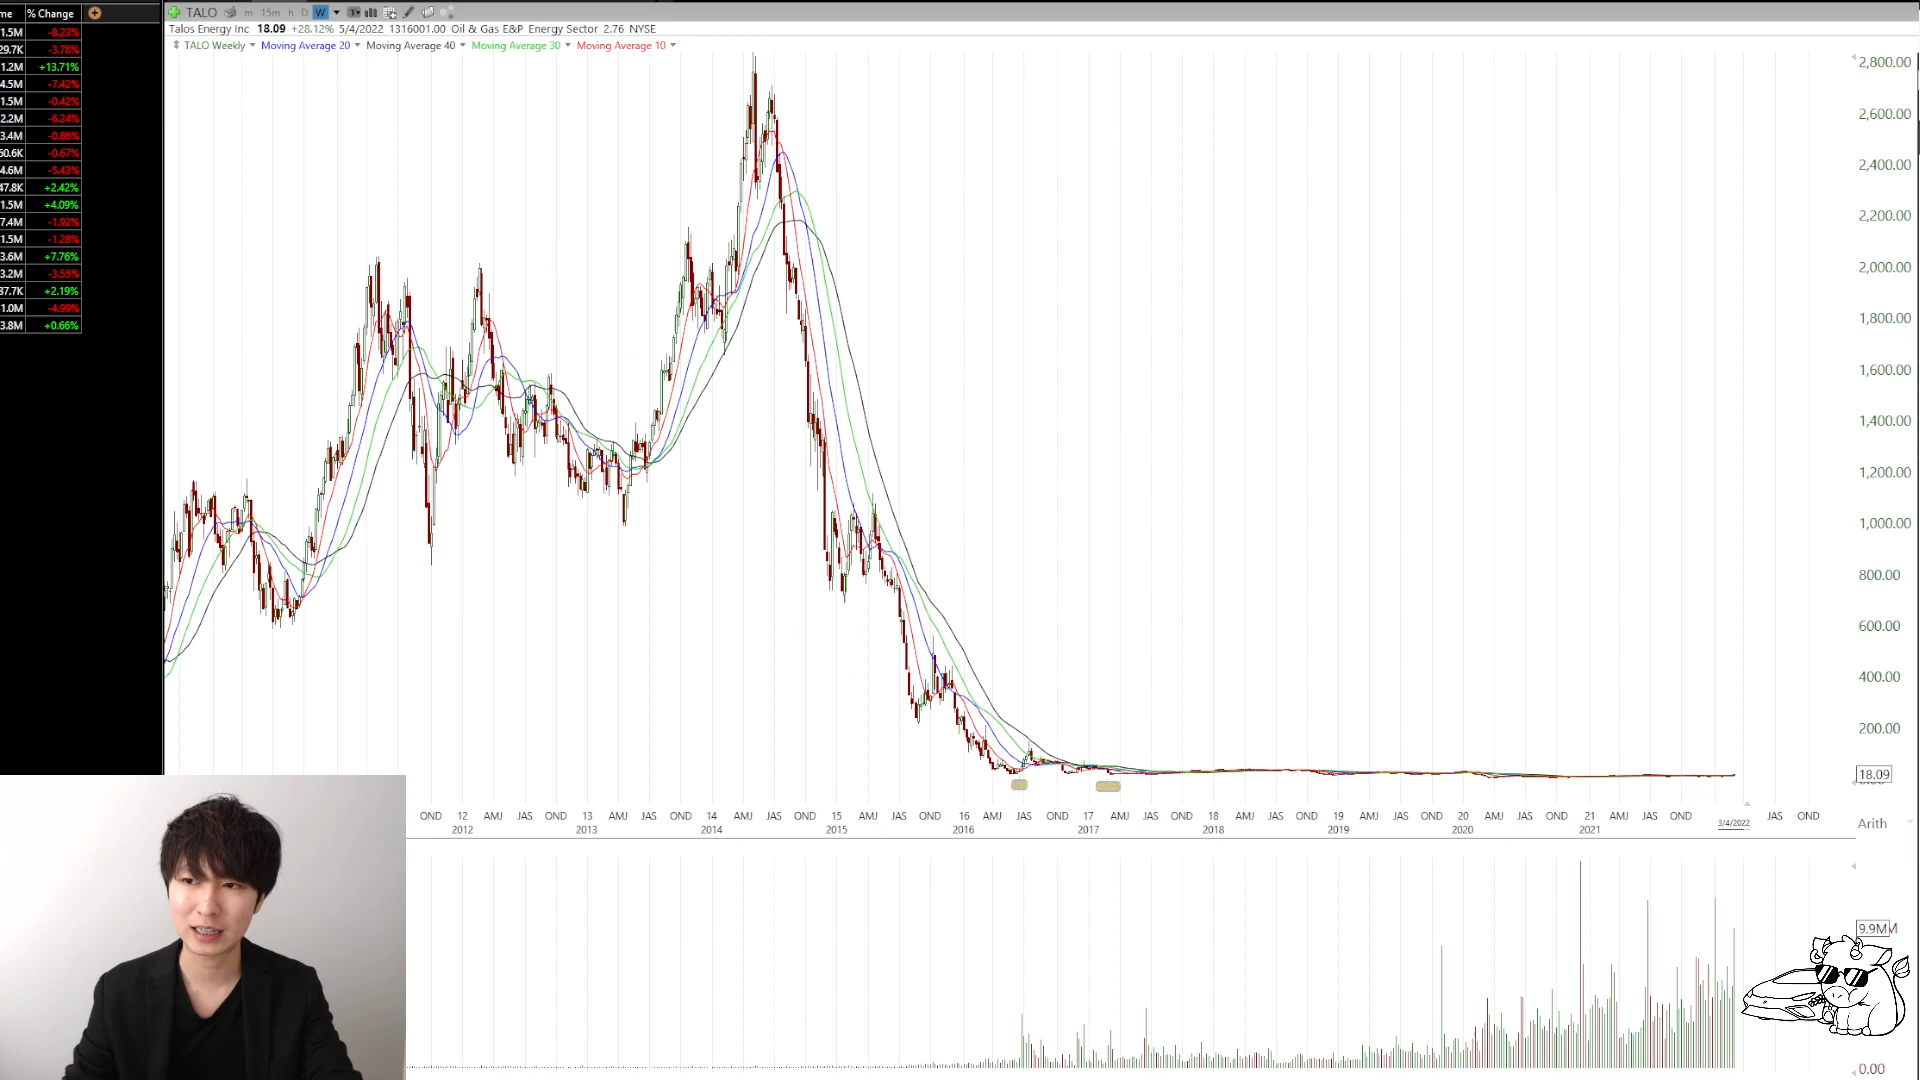 me % Change
1.5M -8.23%
29.7K -3.78%
1.2M +13.71%
4.5M -7.42%
1.5M -0.42%
2.2M -6.24%
3.4M -0.86%
50.6K -0.67%
4.6M -5.43%
47.8K +2.42%
1.5M +4.09%
7.4M -1.92%
1.5M -1.28%
3.6M +7.76%
3.2M -3.55%
37.7K +2.19%
1.0M -4.99%
3.8M +0.66%
TALO m 15m h D W
Talos Energy Inc 18.09 +28.12% 5/4/2022 1316001.00 Oil & Gas E&P Energy Sector 2.76 NYSE
TALO Weekly Moving Average 20 Moving Average 40 Moving Average 30 Moving Average 10
2,800.00
2,600.00
2,400.00
2,200.00
2,000.00
1,800.00
1,600.00
1,400.00
1,200.00
1,000.00
800.00
600.00
400.00
200.00
18.09
OND 12 AMJ JAS OND 13 AMJ JAS OND 14 AMJ JAS OND 15 AMJ JAS OND 16 AMJ JAS OND 17 AMJ JAS OND 18 AMJ JAS OND 19 AMJ JAS OND 20 AMJ JAS OND 21 AMJ JAS OND 3/4/2022 JAS OND
2012 2013 2014 2015 2016 2017 2018 2019 2020 2021
Arith
9.9M
0.00